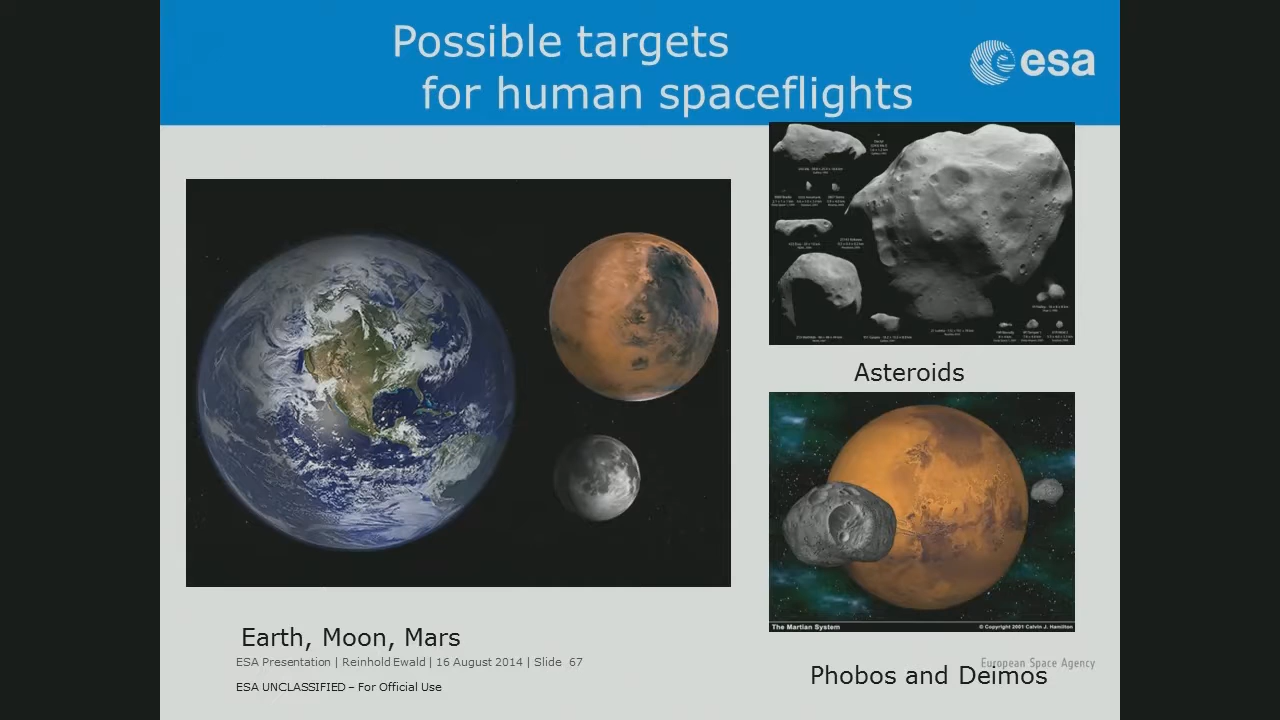 Possible targets
for human spaceflights
esa
Asteroids
The Martian System
© Copyright 2001 Calvin J. Hamilton
Earth, Moon, Mars
ESA Presentation | Reinhold Ewald | 16 August 2014 | Slide 67
European Space Agency
Phobos and Deimos
ESA UNCLASSIFIED – For Official Use